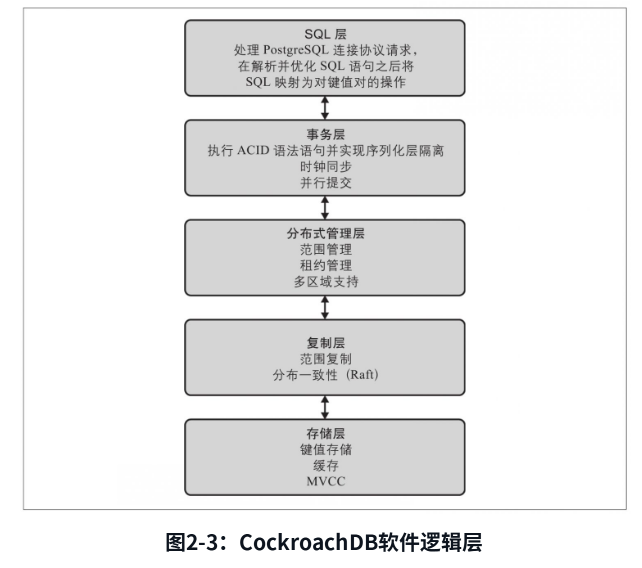 SQL 层
处理 PostgreSQL 连接协议请求，
在解析并优化 SQL 语句之后将
SQL 映射为对键值对的操作
事务层
执行 ACID 语法语句并实现序列化层隔离
时钟同步
并行提交
分布式管理层
范围管理
租约管理
多区域支持
复制层
范围复制
分布一致性（Raft）
存储层
键值存储
缓存
MVCC
图2-3：CockroachDB软件逻辑层